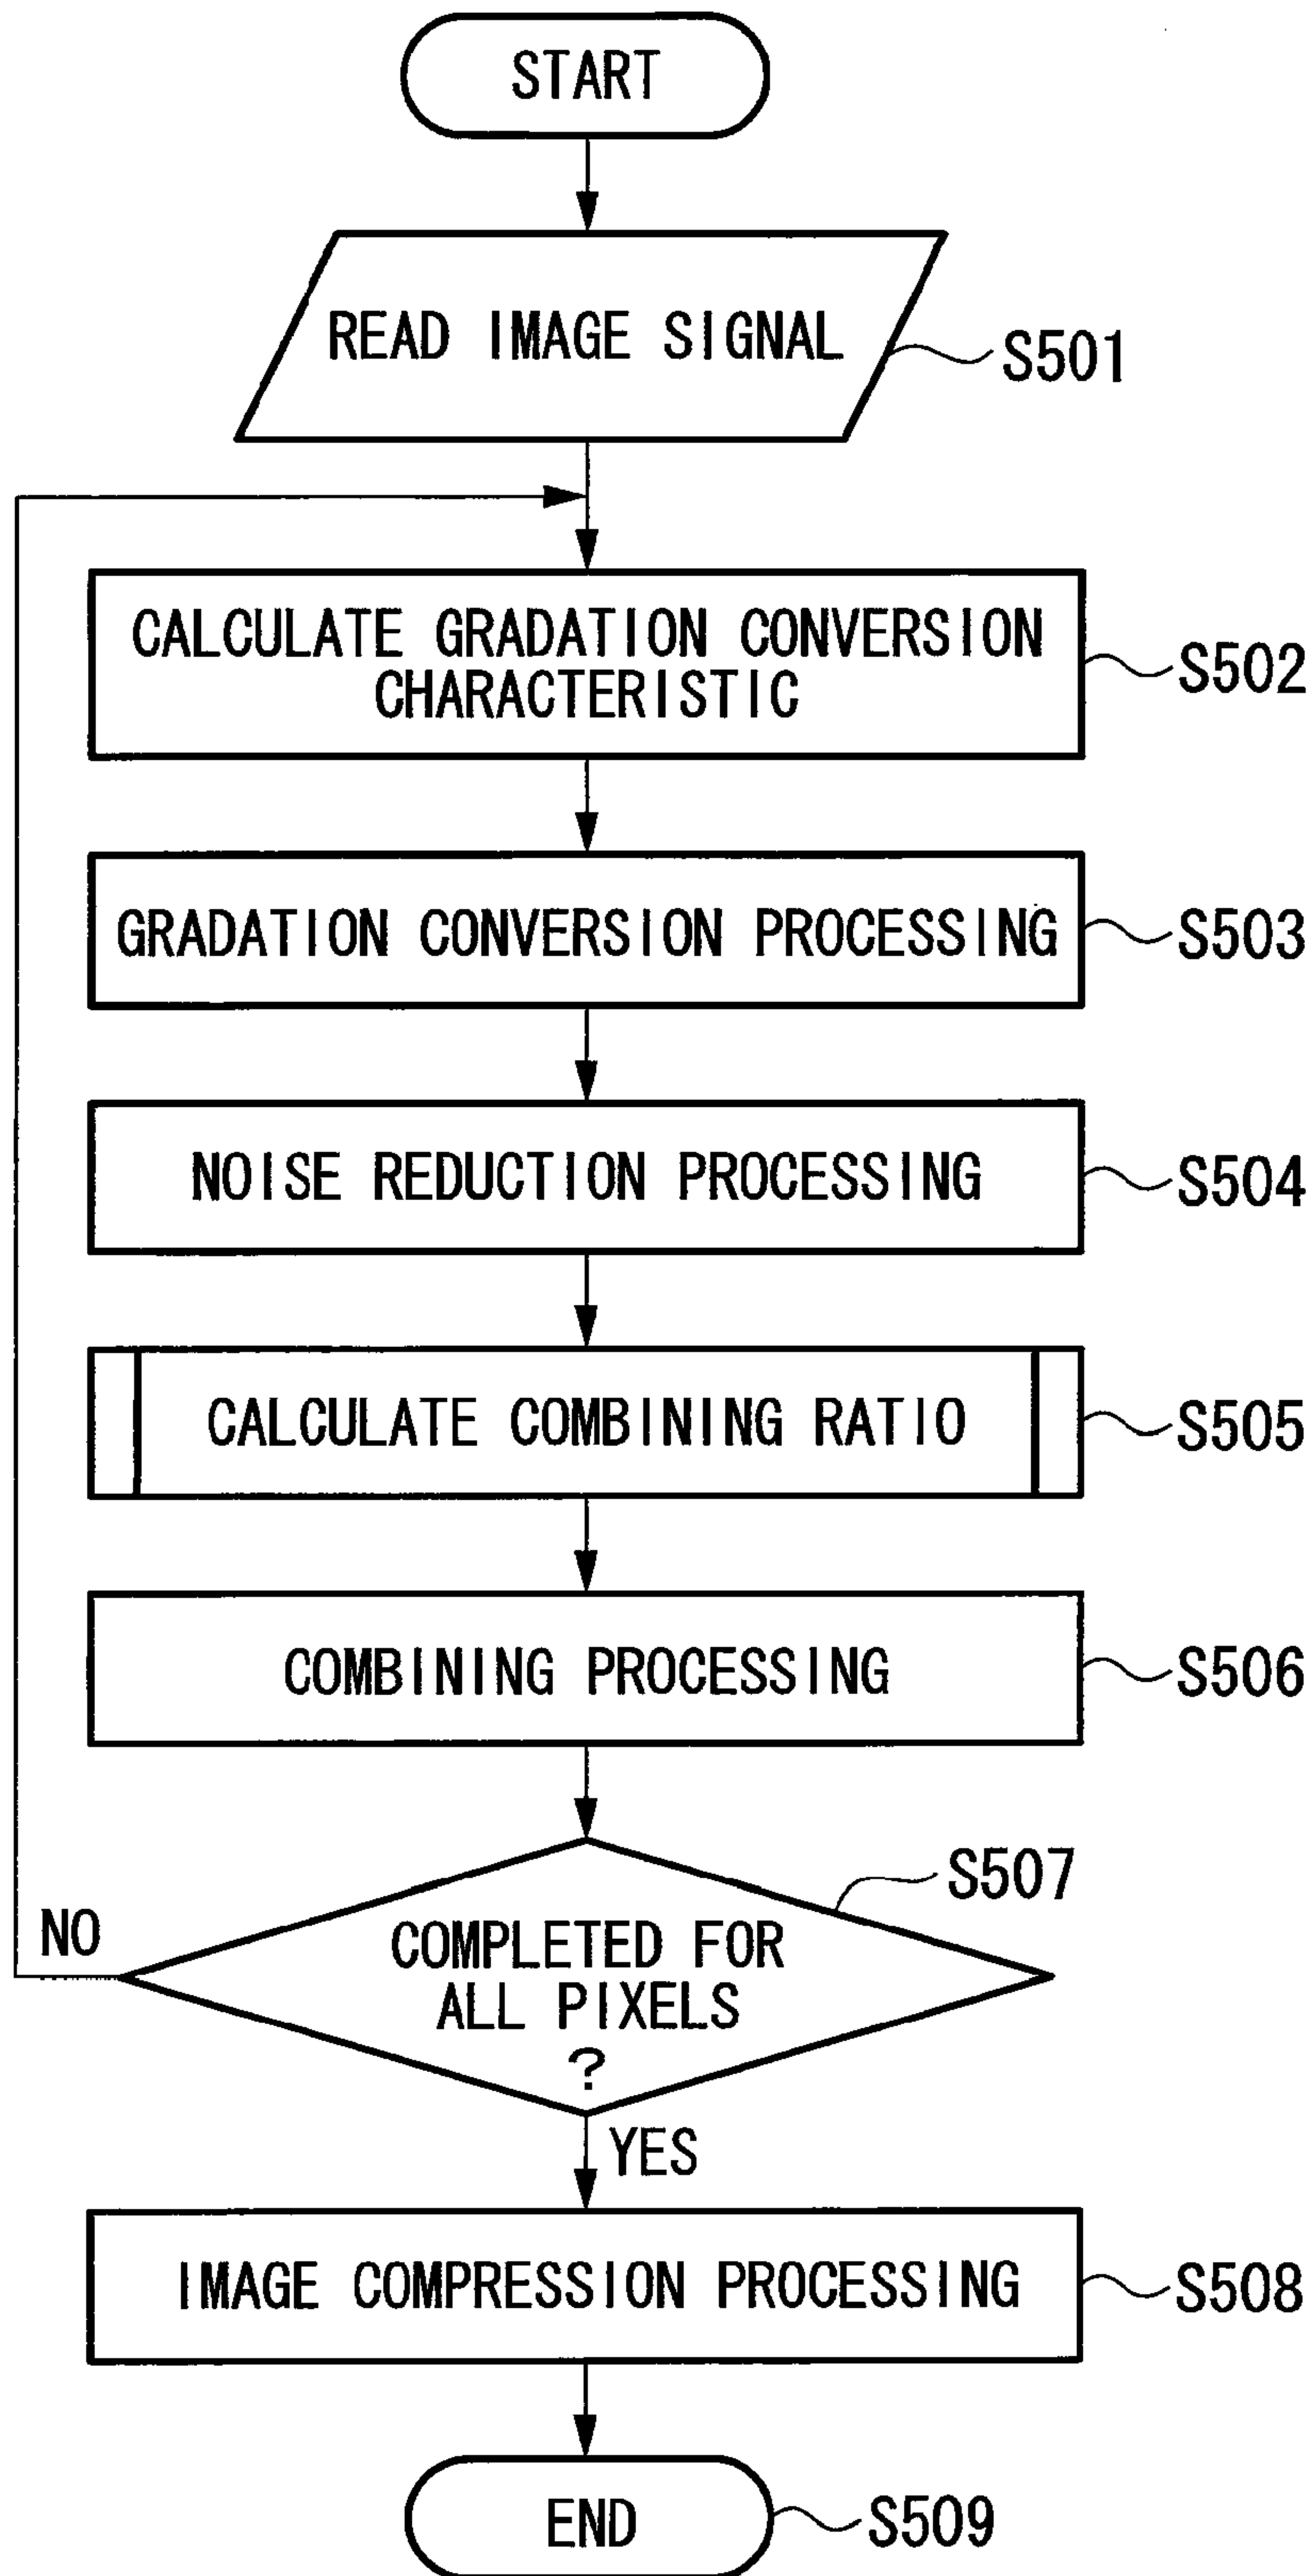 START
READ IMAGE SIGNAL
S501
CALCULATE GRADATION CONVERSION
CHARACTERISTIC
S502
GRADATION CONVERSION PROCESSING
S503
NOISE REDUCTION PROCESSING
S504
CALCULATE COMBINING RATIO
S505
COMBINING PROCESSING
S506
S507
NO
COMPLETED FOR
ALL PIXELS
?
YES
IMAGE COMPRESSION PROCESSING
S508
END
S509